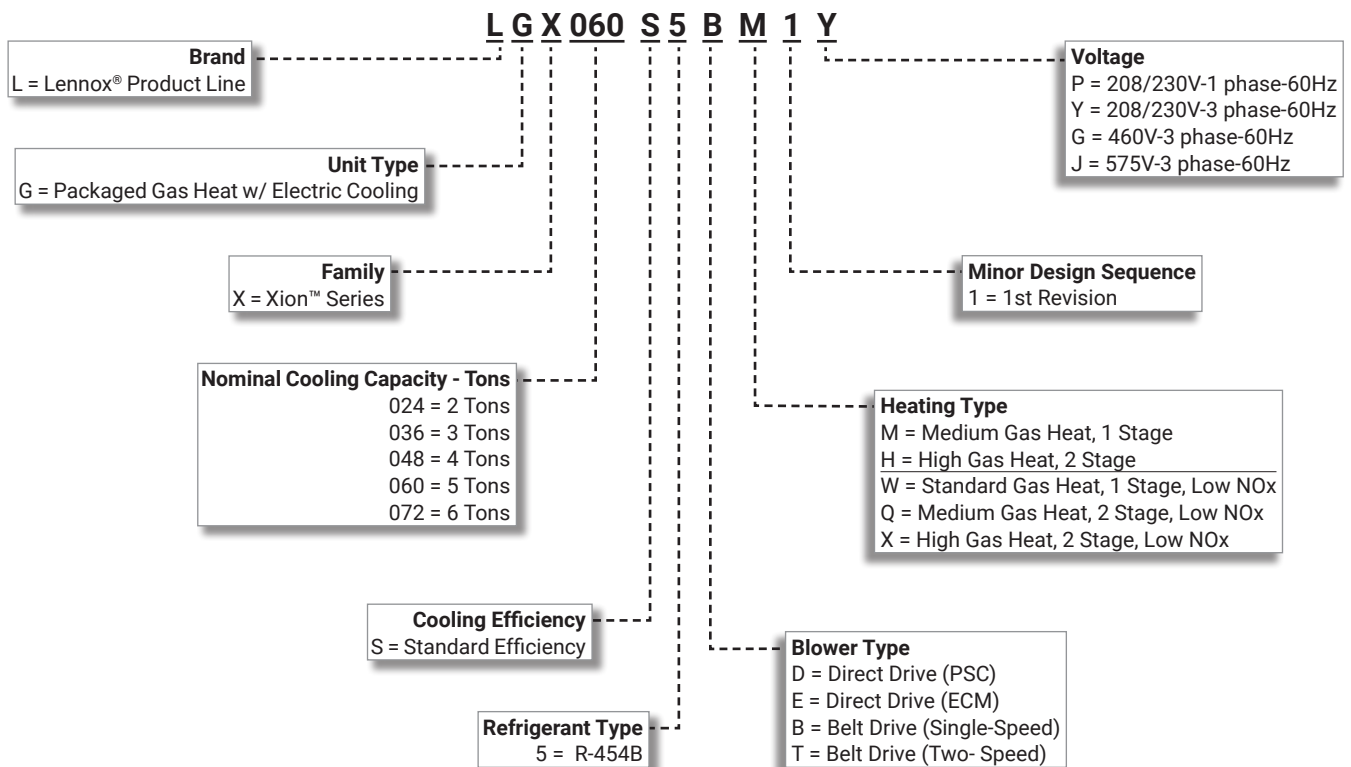 L G X 060 S 5 B M 1 Y
Brand
L = Lennox® Product Line
Voltage
P = 208/230V-1 phase-60Hz
Y = 208/230V-3 phase-60Hz
G = 460V-3 phase-60Hz
J = 575V-3 phase-60Hz
Unit Type
G = Packaged Gas Heat w/ Electric Cooling
Family
X = Xion™ Series
Minor Design Sequence
1 = 1st Revision
Nominal Cooling Capacity - Tons
024 = 2 Tons
036 = 3 Tons
048 = 4 Tons
060 = 5 Tons
072 = 6 Tons
Heating Type
M = Medium Gas Heat, 1 Stage
H = High Gas Heat, 2 Stage
W = Standard Gas Heat, 1 Stage, Low NOx
Q = Medium Gas Heat, 2 Stage, Low NOx
X = High Gas Heat, 2 Stage, Low NOx
Cooling Efficiency
S = Standard Efficiency
Blower Type
D = Direct Drive (PSC)
E = Direct Drive (ECM)
B = Belt Drive (Single-Speed)
T = Belt Drive (Two- Speed)
Refrigerant Type
5 = R-454B